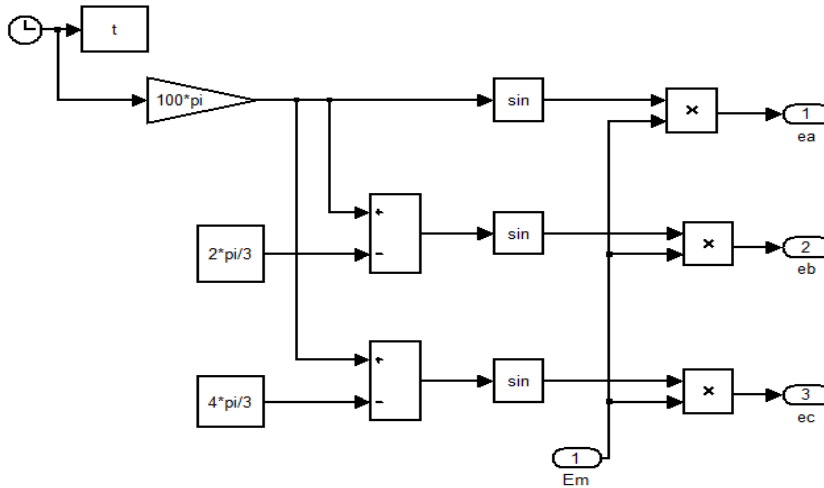 t
100*pi
sin
×
1
ea
+
-
2*pi/3
sin
×
2
eb
+
-
4*pi/3
sin
×
3
ec
1
Em